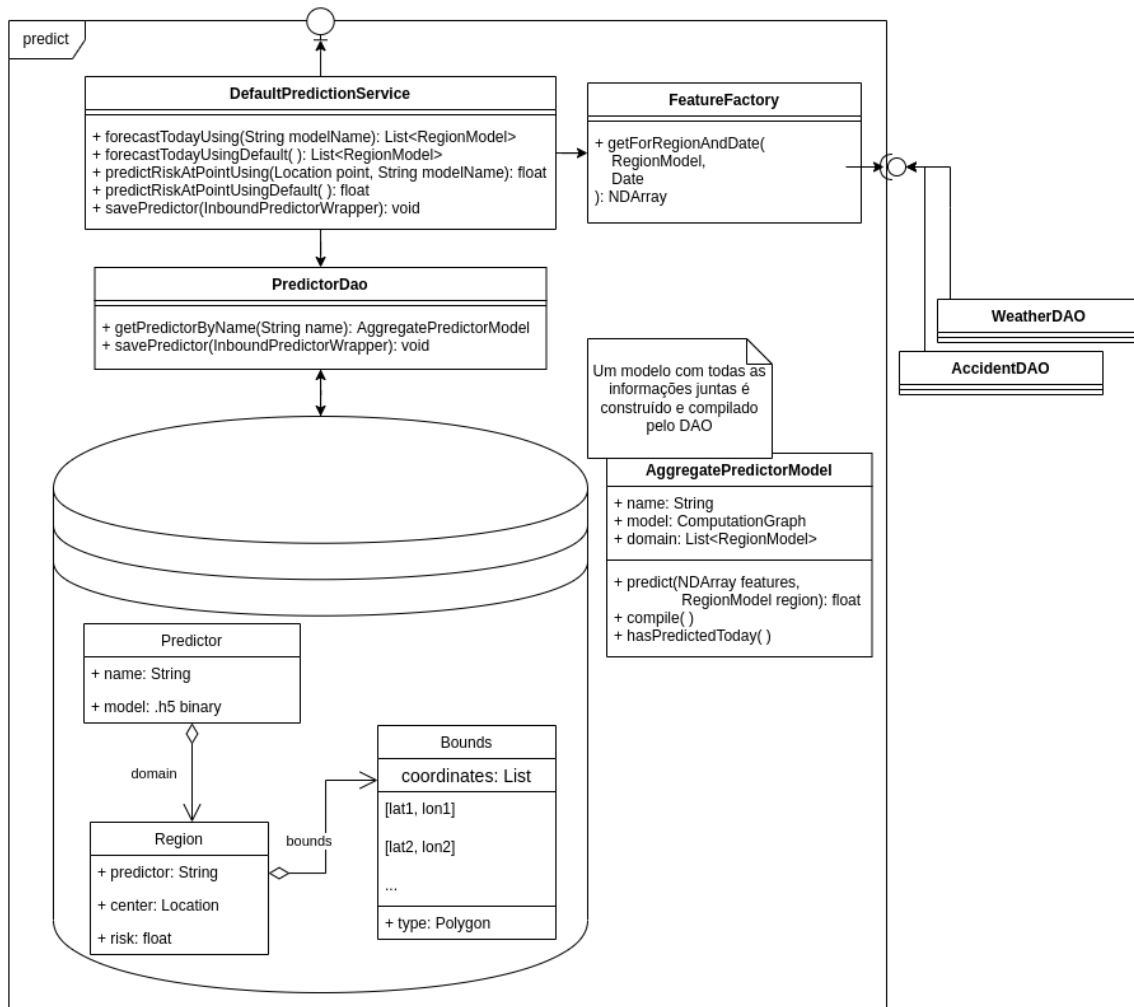 predict
DefaultPredictionService
+ forecastTodayUsing(String modelName): List<RegionModel>
+ forecastTodayUsingDefault( ): List<RegionModel>
+ predictRiskAtPointUsing(Location point, String modelName): float
+ predictRiskAtPointUsingDefault( ): float
+ savePredictor(InboundPredictorWrapper): void
FeatureFactory
+ getForRegionAndDate(
RegionModel,
Date
): NDArray
PredictorDao
+ getPredictorByName(String name): AggregatePredictorModel
+ savePredictor(InboundPredictorWrapper): void
WeatherDAO
AccidentDAO
Um modelo com todas as
informações juntas é
construído e compilado
pelo DAO
AggregatePredictorModel
+ name: String
+ model: ComputationGraph
+ domain: List<RegionModel>
+ predict(NDArray features,
RegionModel region): float
+ compile( )
+ hasPredictedToday( )
Predictor
+ name: String
+ model: .h5 binary
domain
Region
+ predictor: String
+ center: Location
+ risk: float
bounds
Bounds
coordinates: List
[lat1, lon1]
[lat2, lon2]
...
+ type: Polygon